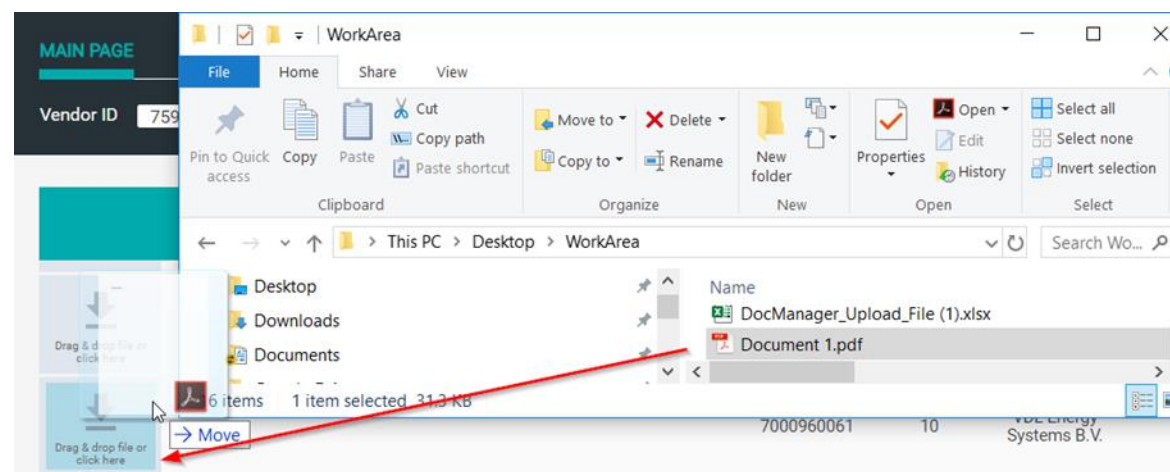 WorkArea
MAIN PAGE
File Home Share View
Vendor ID 759
Pin to Quick access
Copy
Paste
Cut
Copy path
Paste shortcut
Move to
Copy to
Delete
Rename
New folder
Properties
Open
Edit
History
Select all
Select none
Invert selection
Clipboard Organize New Open Select
This PC > Desktop > WorkArea
Search Wo...
Desktop
Downloads
Documents
Name
DocManager_Upload_File (1).xlsx
Document 1.pdf
Drag & drop file or
click here
6 items 1 item selected 31.3 KB
Move
7000960061 10
VDL Energy
Systems B.V.
Drag & drop file or
click here